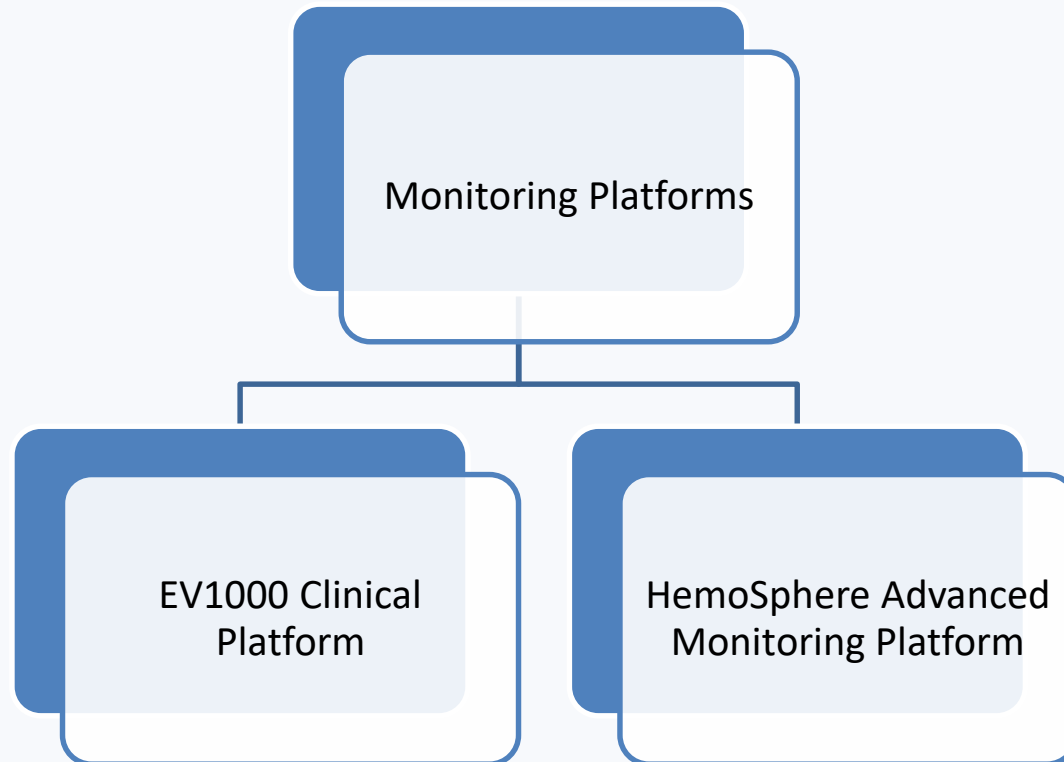 Monitoring Platforms
EV1000 Clinical
Platform
HemoSphere Advanced
Monitoring Platform